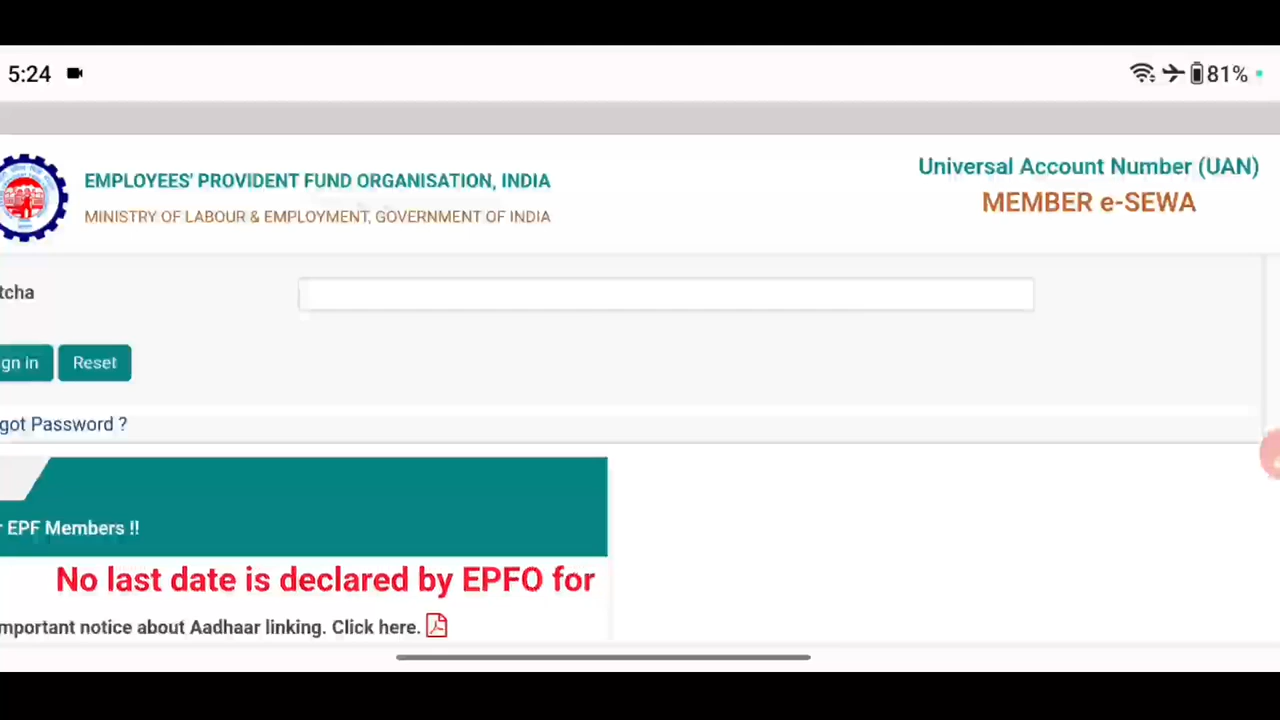 5:24
81%
EMPLOYEES' PROVIDENT FUND ORGANISATION, INDIA
MINISTRY OF LABOUR & EMPLOYMENT, GOVERNMENT OF INDIA
Universal Account Number (UAN)
MEMBER e-SEWA
tcha
gn in
Reset
got Password ?
r EPF Members !!
No last date is declared by EPFO for
mportant notice about Aadhaar linking. Click here.